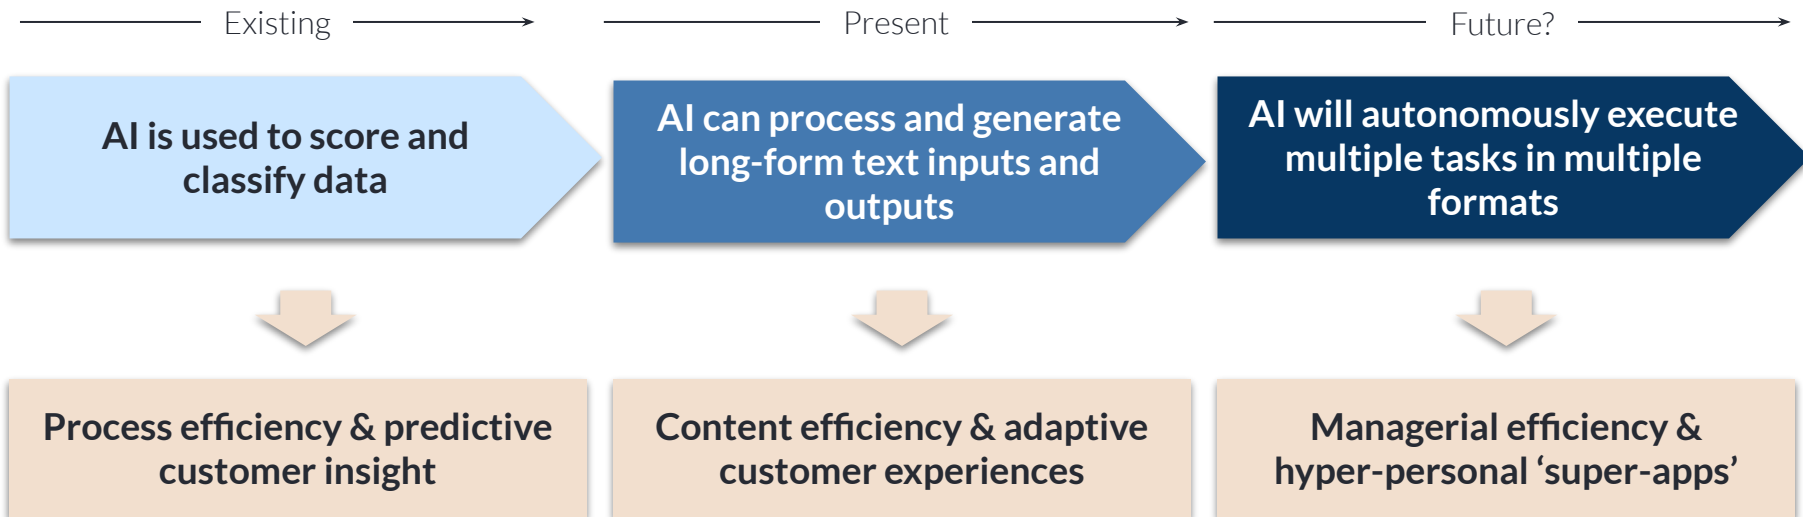 Existing
Present
Future?
AI is used to score and
classify data
AI can process and generate
long-form text inputs and
outputs
AI will autonomously execute
multiple tasks in multiple
formats
Process efficiency & predictive
customer insight
Content efficiency & adaptive
customer experiences
Managerial efficiency &
hyper-personal ‘super-apps’